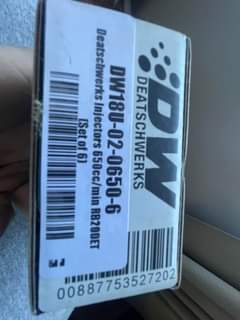 DW
DEATSCHWERKS
DW18U-02-0650-6
Deatschwerks Injectors 650cc/min RB20DET
(Set of 6)
00887753527202